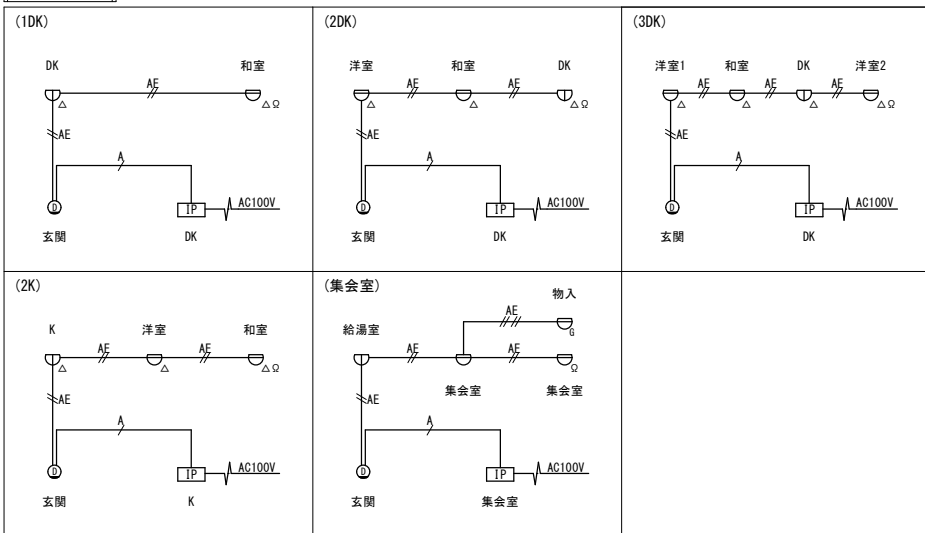 (1DK)
DK 和室
AE
△ △Ω
AE
A
D IP AC100V
玄関 DK
(2DK)
洋室 和室 DK
AE AE
△ △ △Ω
AE
A
D IP AC100V
玄関 DK
(3DK)
洋室1 和室 DK 洋室2
AE AE AE
△ △ △ △Ω
AE
A
D IP AC100V
玄関 DK
(2K)
K 洋室 和室
AE AE
△ △ △Ω
AE
A
D IP AC100V
玄関 K
(集会室)
物入
AE
G
給湯室
AE AE
Ω
集会室 集会室
AE
A
D IP AC100V
玄関 集会室